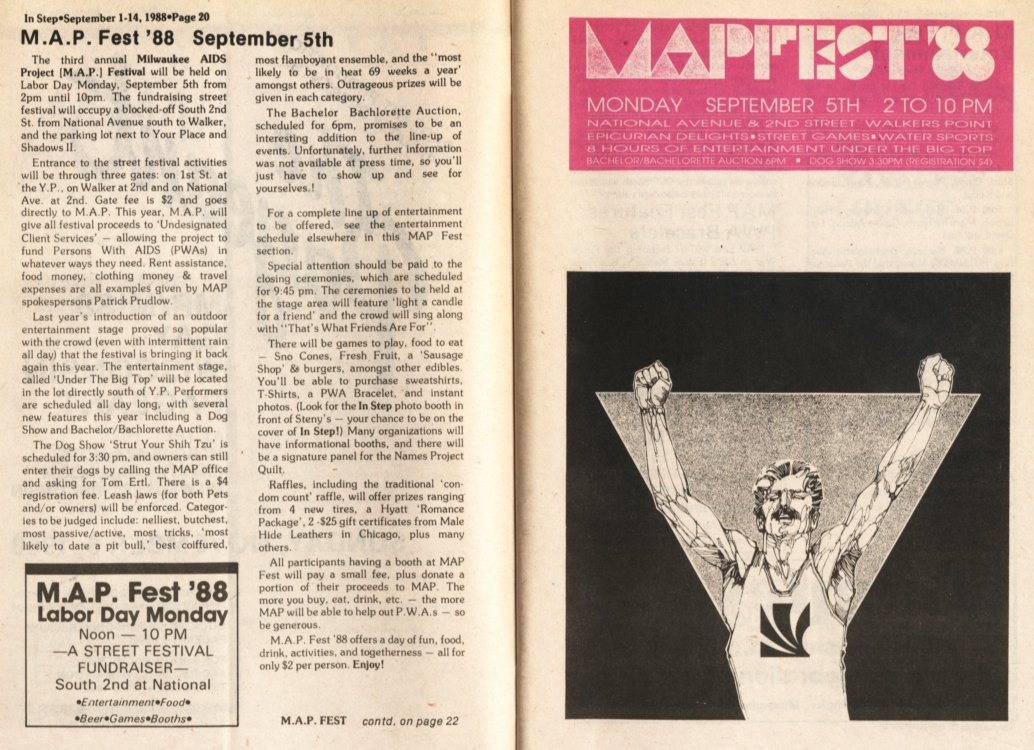 In Step•September 1-14, 1988•Page 20
M.A.P. Fest '88 September 5th
The third annual Milwaukee AIDS
Project [M.A.P.] Festival will be held on
Labor Day Monday, September 5th from
2pm until 10pm. The fundraising street
festival will occupy a blocked-off South 2nd
St. from National Avenue south to Walker,
and the parking lot next to Your Place and
Shadows II.
Entrance to the street festival activities
will be through three gates: on 1st St. at
the Y.P., on Walker at 2nd and on National
Ave. at 2nd. Gate fee is $2 and goes
directly to M.A.P. This year, M.A.P. will
give all festival proceeds to 'Undesignated
Client Services' — allowing the project to
fund Persons With AIDS (PWAs) in
whatever ways they need. Rent assistance,
food money, clothing money & travel
expenses are all examples given by MAP
spokespersons Patrick Prudlow.
Last year's introduction of an outdoor
entertainment stage proved so popular
with the crowd (even with intermittent rain
all day) that the festival is bringing it back
again this year. The entertainment stage,
called 'Under The Big Top' will be located
in the lot directly south of Y.P. Performers
are scheduled all day long, with several
new features this year including a Dog
Show and Bachelor/Bachlorette Auction.
The Dog Show 'Strut Your Shih Tzu' is
scheduled for 3:30 pm, and owners can still
enter their dogs by calling the MAP office
and asking for Tom Ertl. There is a $4
registration fee. Leash laws (for both Pets
and/or owners) will be enforced. Categor-
ies to be judged include: nelliest, butchest,
most passive/active, most tricks, 'most
likely to date a pit bull,' best coiffured,
M.A.P. Fest '88
Labor Day Monday
Noon — 10 PM
—A STREET FESTIVAL
FUNDRAISER—
South 2nd at National
•Entertainment•Food•
•Beer•Games•Booths•
most flamboyant ensemble, and the "most
likely to be in heat 69 weeks a year'
amongst others. Outrageous prizes will be
given in each category.
The Bachelor Bachlorette Auction,
scheduled for 6pm, promises to be an
interesting addition to the line-up of
events. Unfortunately, further information
was not available at press time, so you'll
just have to show up and see for
yourselves.!
For a complete line up of entertainment
to be offered, see the entertainment
schedule elsewhere in this MAP Fest
section.
Special attention should be paid to the
closing ceremonies, which are scheduled
for 9:45 pm. The ceremonies to be held at
the stage area will feature 'light a candle
for a friend' and the crowd will sing along
with "That's What Friends Are For".
There will be games to play, food to eat
— Sno Cones, Fresh Fruit, a 'Sausage
Shop' & burgers, amongst other edibles.
You'll be able to purchase sweatshirts,
T-Shirts, a PWA Bracelet, and instant
photos. (Look for the In Step photo booth in
front of Steny's — your chance to be on the
cover of In Step!) Many organizations will
have informational booths, and there will
be a signature panel for the Names Project
Quilt.
Raffles, including the traditional 'con-
dom count' raffle, will offer prizes ranging
from 4 new tires, a Hyatt 'Romance
Package', 2 -$25 gift certificates from Male
Hide Leathers in Chicago, plus many
others.
All participants having a booth at MAP
Fest will pay a small fee, plus donate a
portion of their proceeds to MAP. The
more you buy, eat, drink, etc. — the more
MAP will be able to help out P.W.A.s — so
be generous.
M.A.P. Fest '88 offers a day of fun, food,
drink, activities, and togetherness — all for
only $2 per person. Enjoy!
M.A.P. FEST contd, on page 22
MAPFEST '88
MONDAY SEPTEMBER 5TH 2 TO 10 PM
NATIONAL AVENUE & 2ND STREET WALKERS POINT
EPICURIAN DELIGHTS•STREET GAMES•WATER SPORTS
8 HOURS OF ENTERTAINMENT UNDER THE BIG TOP
BACHELOR/BACHELORETTE AUCTION 6PM ■ DOG SHOW 3:30PM (REGISTRATION $4)